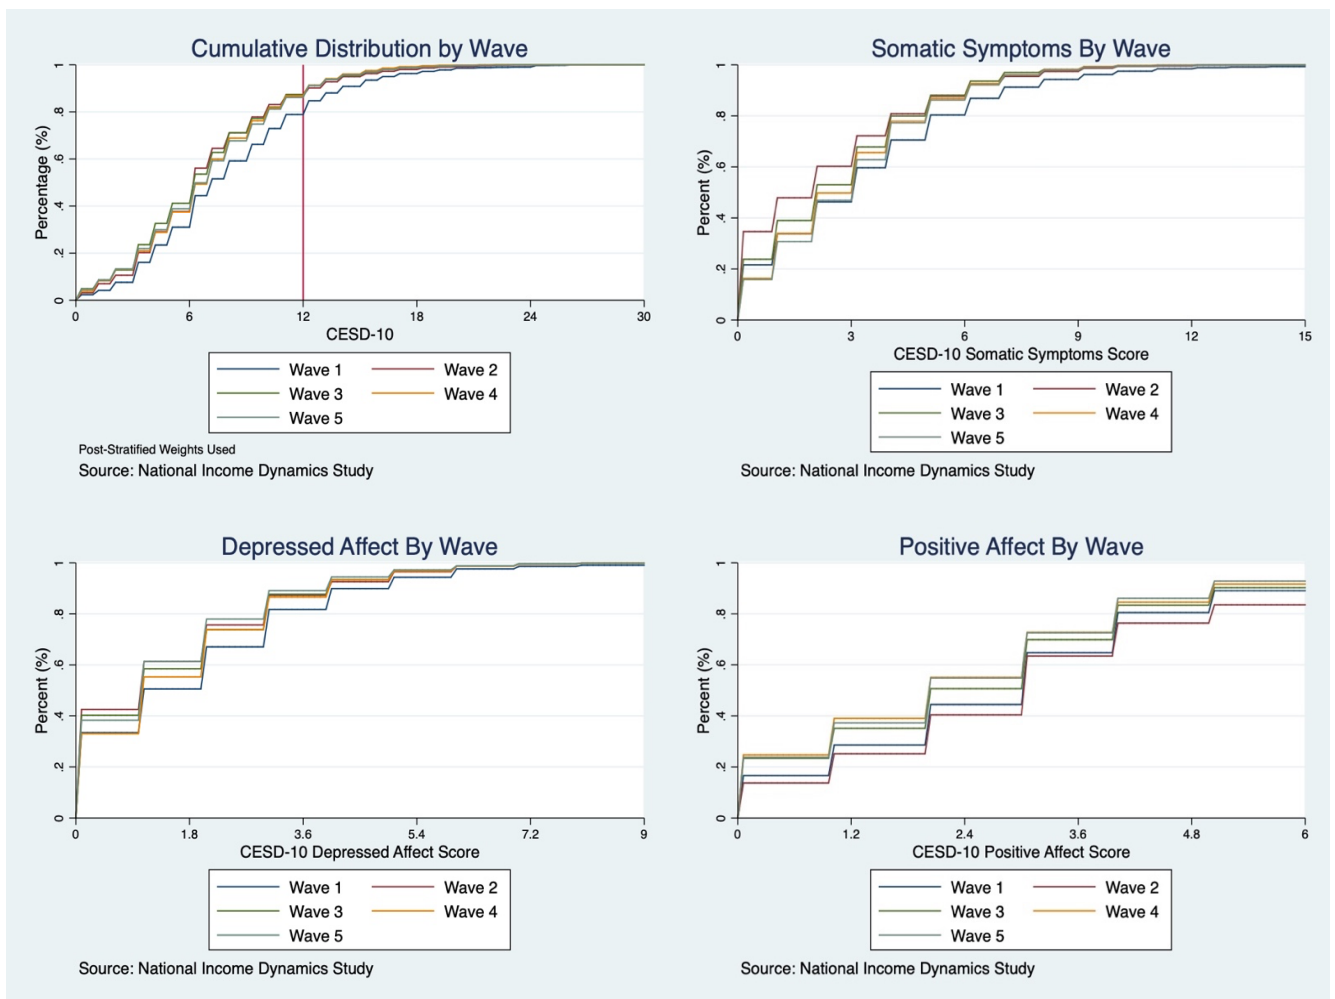 Cumulative Distribution by Wave
Percentage (%)
1
.8
.6
.4
.2
0
0 6 12 18 24 30
CESD-10
Wave 1 Wave 2
Wave 3 Wave 4
Wave 5
Post-Stratified Weights Used
Source: National Income Dynamics Study
Somatic Symptoms By Wave
Percent (%)
1
.8
.6
.4
.2
0
0 3 6 9 12 15
CESD-10 Somatic Symptoms Score
Wave 1 Wave 2
Wave 3 Wave 4
Wave 5
Source: National Income Dynamics Study
Depressed Affect By Wave
Percent (%)
1
.8
.6
.4
.2
0
0 1.8 3.6 5.4 7.2 9
CESD-10 Depressed Affect Score
Wave 1 Wave 2
Wave 3 Wave 4
Wave 5
Source: National Income Dynamics Study
Positive Affect By Wave
Percent (%)
1
.8
.6
.4
.2
0
0 1.2 2.4 3.6 4.8 6
CESD-10 Positive Affect Score
Wave 1 Wave 2
Wave 3 Wave 4
Wave 5
Source: National Income Dynamics Study